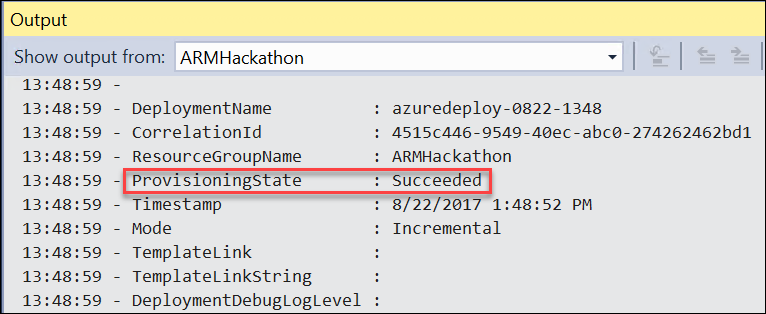 Output
Show output from: ARMHackathon
13:48:59 -
13:48:59 - DeploymentName : azuredeploy-0822-1348
13:48:59 - CorrelationId : 4515c446-9549-40ec-abc0-274262462bd1
13:48:59 - ResourceGroupName : ARMHackathon
13:48:59 - ProvisioningState : Succeeded
13:48:59 - Timestamp : 8/22/2017 1:48:52 PM
13:48:59 - Mode : Incremental
13:48:59 - TemplateLink :
13:48:59 - TemplateLinkString :
13:48:59 - DeploymentDebugLogLevel :